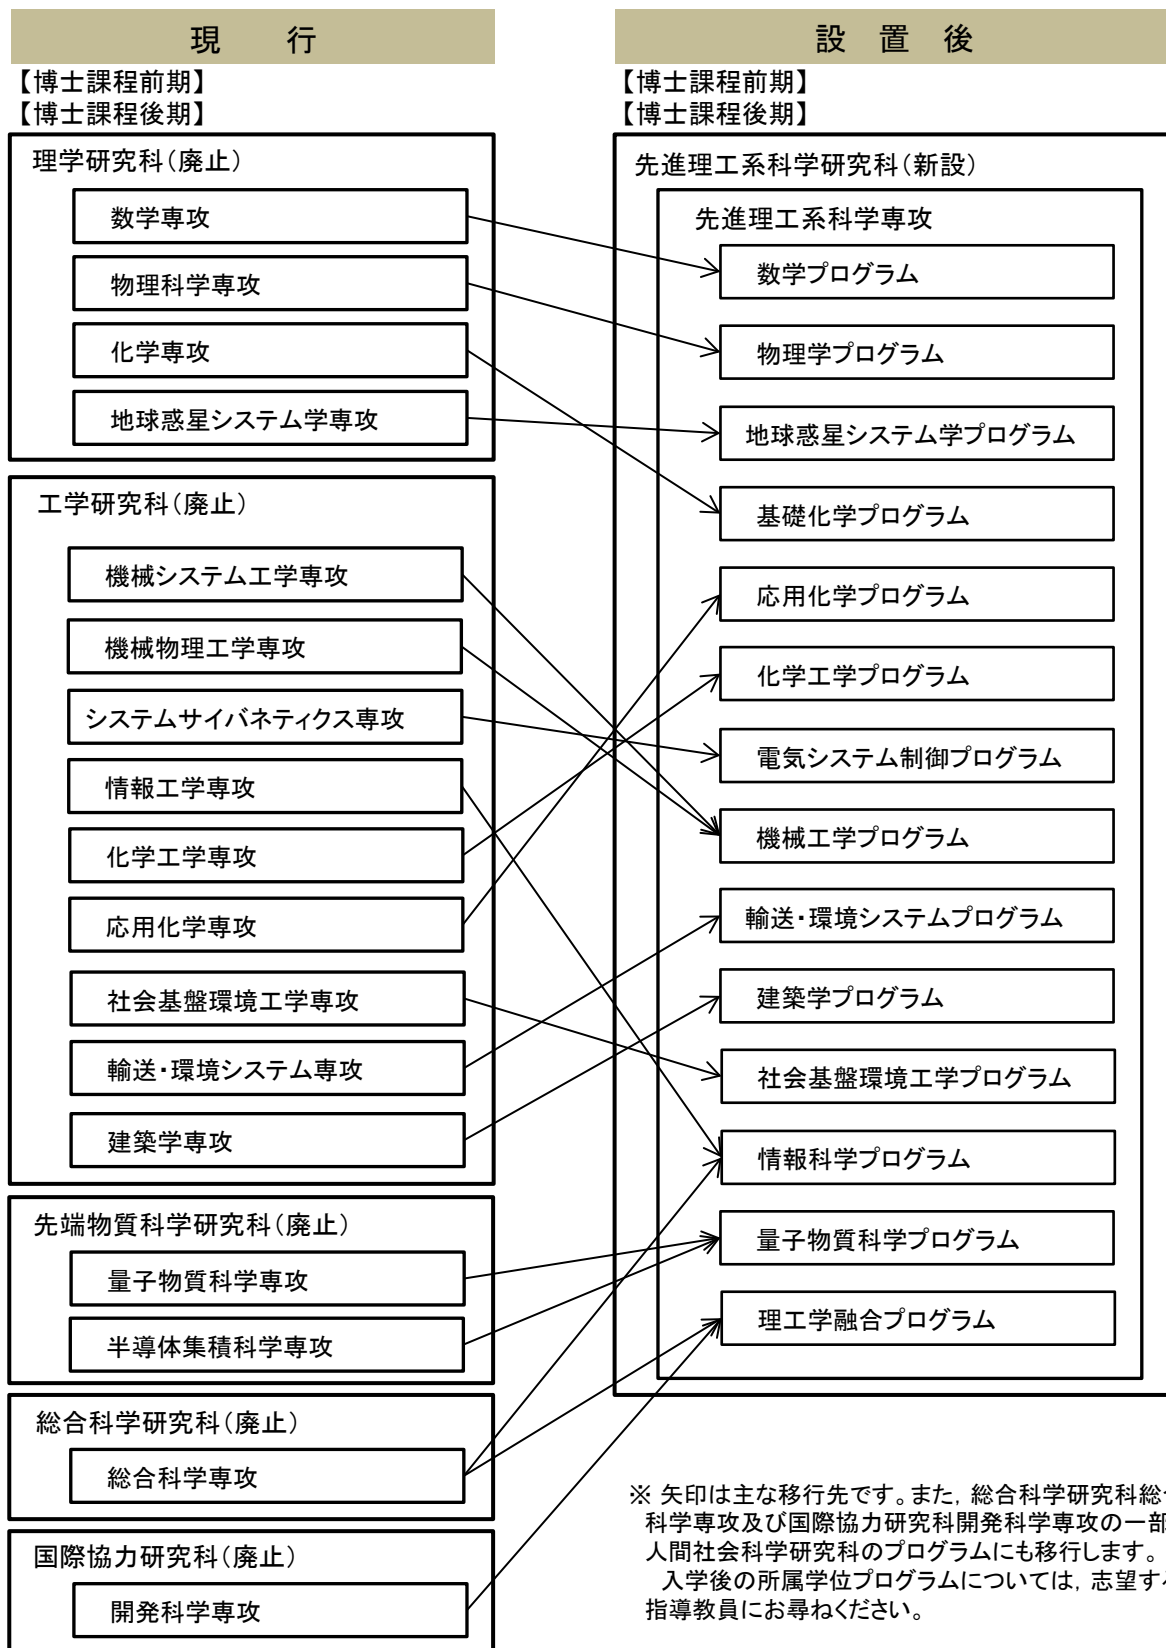 現　行
【博士課程前期】
【博士課程後期】
理学研究科（廃止）
数学専攻
物理科学専攻
化学専攻
地球惑星システム学専攻
工学研究科（廃止）
機械システム工学専攻
機械物理工学専攻
システムサイバネティクス専攻
情報工学専攻
化学工学専攻
応用化学専攻
社会基盤環境工学専攻
輸送・環境システム専攻
建築学専攻
先端物質科学研究科（廃止）
量子物質科学専攻
半導体集積科学専攻
総合科学研究科（廃止）
総合科学専攻
国際協力研究科（廃止）
開発科学専攻
設　置　後
【博士課程前期】
【博士課程後期】
先進理工系科学研究科（新設）
先進理工系科学専攻
数学プログラム
物理学プログラム
地球惑星システム学プログラム
基礎化学プログラム
応用化学プログラム
化学工学プログラム
電気システム制御プログラム
機械工学プログラム
輸送・環境システムプログラム
建築学プログラム
社会基盤環境工学プログラム
情報科学プログラム
量子物質科学プログラム
理工学融合プログラム
※ 矢印は主な移行先です。また，総合科学研究科総
科学専攻及び国際協力研究科開発科学専攻の一部
人間社会科学研究科のプログラムにも移行します。
入学後の所属学位プログラムについては，志望す
指導教員にお尋ねください。